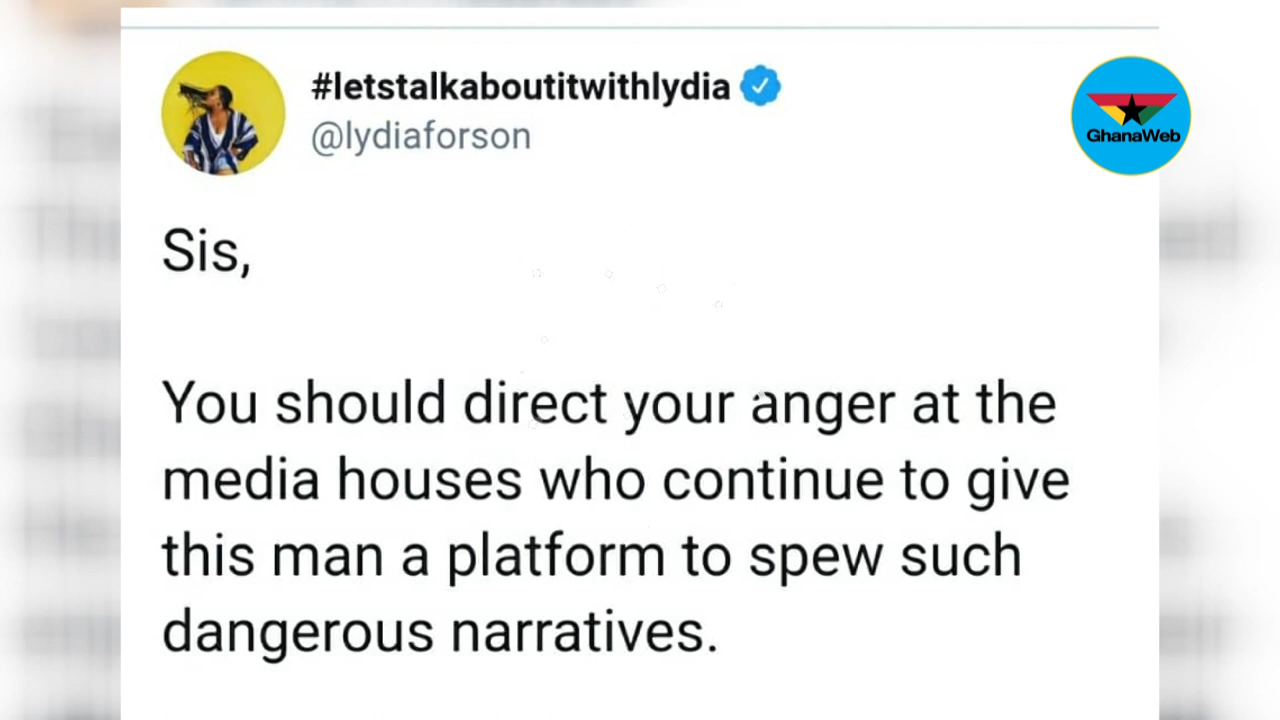 #letstalkaboutitwithlydia
@lydiaforson
GhanaWeb
Sis,
You should direct your anger at the
media houses who continue to give
this man a platform to spew such
dangerous narratives.